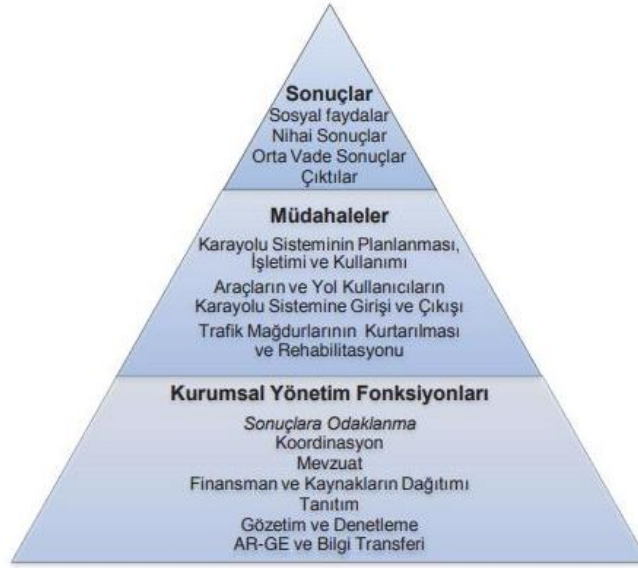 Sonuçlar
Sosyal faydalar
Nihai Sonuçlar
Orta Vade Sonuçlar
Çıktılar
Müdahaleler
Karayolu Sisteminin Planlanması,
İşletimi ve Kullanımı
Araçların ve Yol Kullanıcıların
Karayolu Sistemine Girişi ve Çıkışı
Trafik Mağdurlarının Kurtarılması
ve Rehabilitasyonu
Kurumsal Yönetim Fonksiyonları
Sonuçlara Odaklanma
Koordinasyon
Mevzuat
Finansman ve Kaynakların Dağıtımı
Tanıtım
Gözetim ve Denetleme
AR-GE ve Bilgi Transferi